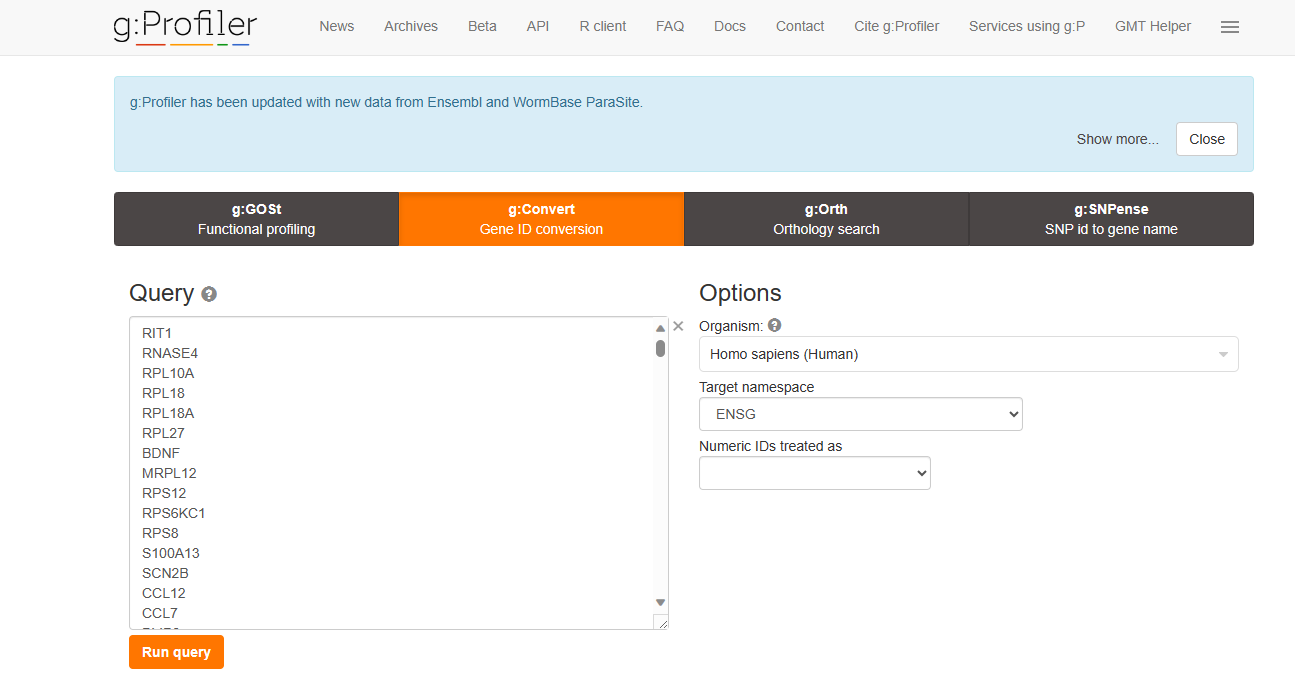 g:Profiler
News Archives Beta API R client FAQ Docs Contact Cite g:Profiler Services using g:P GMT Helper
g:Profiler has been updated with new data from Ensembl and WormBase ParaSite.
Show more... Close
g:GOSt
Functional profiling
g:Convert
Gene ID conversion
g:Orth
Orthology search
g:SNPense
SNP id to gene name
Query ?
RIT1
RNASE4
RPL10A
RPL18
RPL18A
RPL27
BDNF
MRPL12
RPS12
RPS6KC1
RPS8
S100A13
SCN2B
CCL12
CCL7
Run query
Options
Organism: ?
Homo sapiens (Human)
Target namespace
ENSG
Numeric IDs treated as